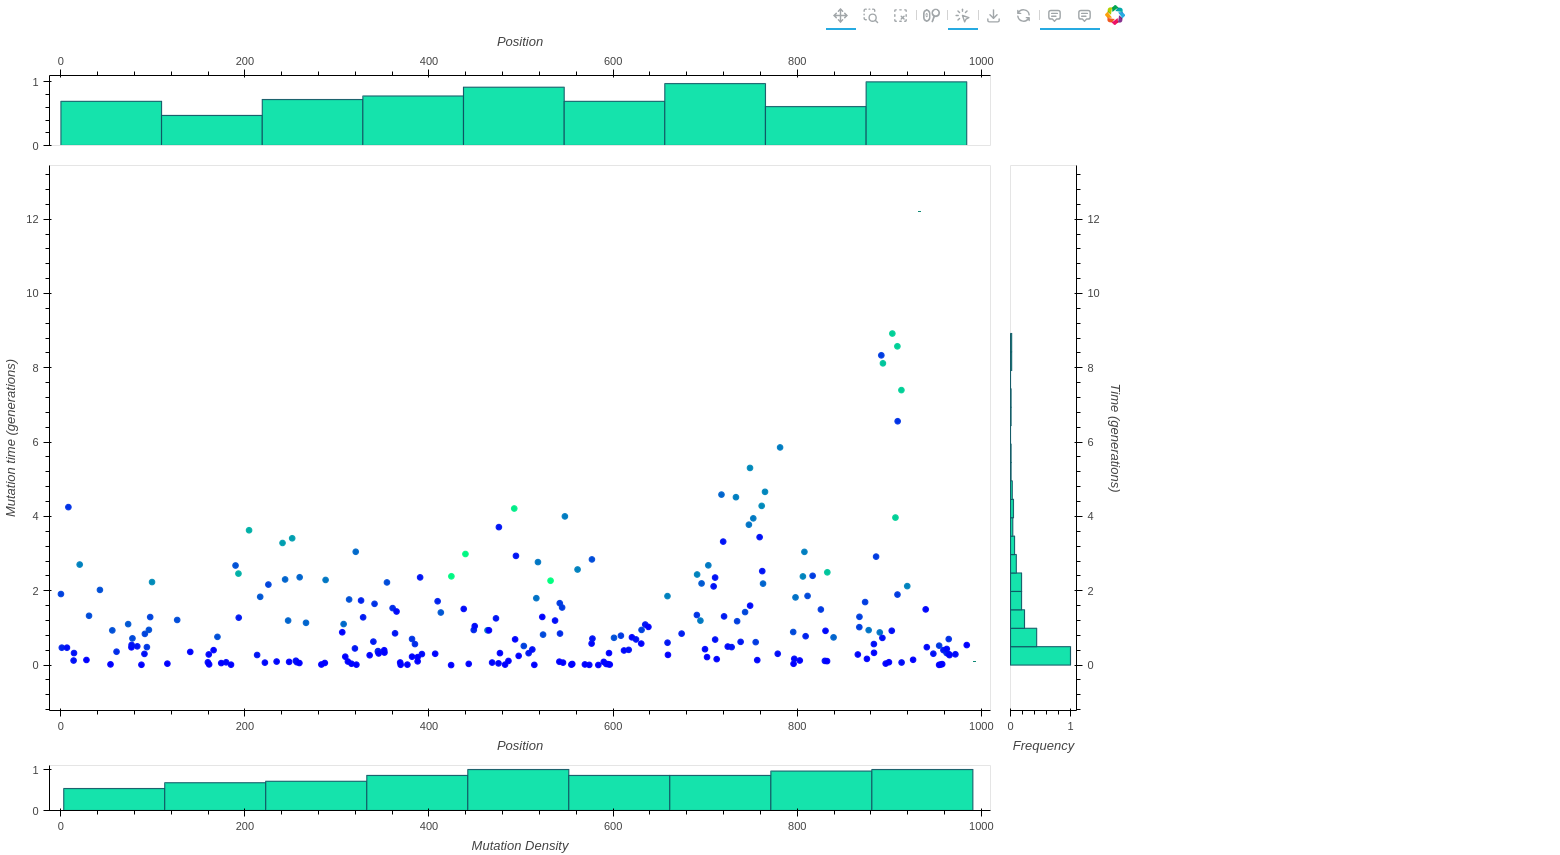 Position
0 200 400 600 800 1000
1
0
12 12
10 10
8 8
6 6
4 4
2 2
0 0
Mutation time (generations)
Time (generations)
0 200 400 600 800 1000 0 1
Position Frequency
1
0
0 200 400 600 800 1000
Mutation Density